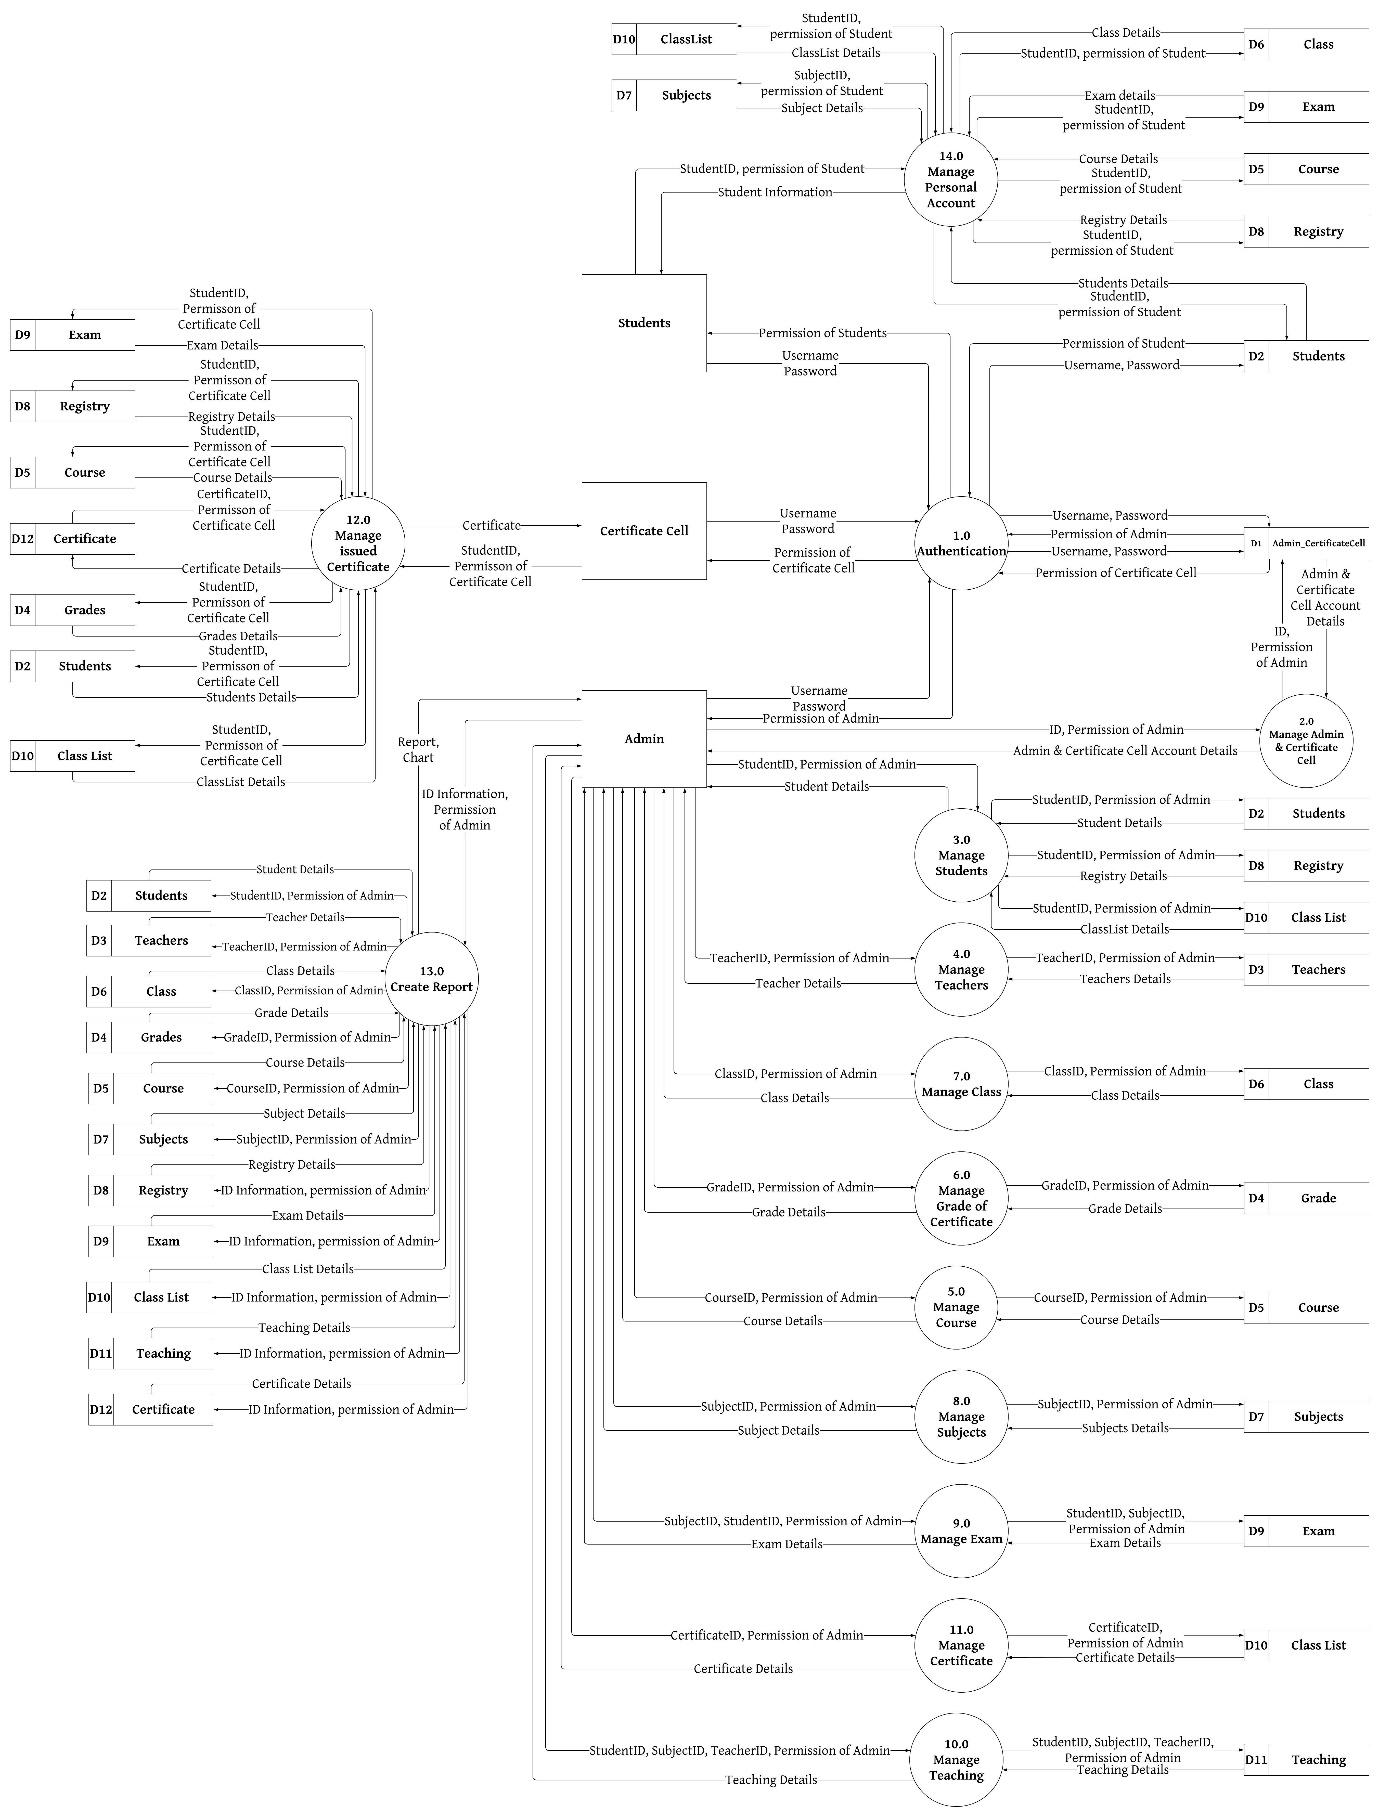 StudentID,
permission of Student
D10 ClassList
ClassList Details
SubjectID,
permission of Student
D7 Subjects
Subject Details
Class Details
D6 Class
StudentID, permission of Student
Exam details
D9 Exam
StudentID,
permission of Student
14.0
Manage
Personal
Account
Course Details
D5 Course
StudentID,
permission of Student
Registry Details
D8 Registry
StudentID,
permission of Student
StudentID, permission of Student
Student Information
Students Details
StudentID,
permission of Student
Students
Permission of Students
Username
Password
Permission of Student
D2 Students
Username, Password
StudentID,
Permisson of
Certificate Cell
D9 Exam
Exam Details
StudentID,
Permisson of
Certificate Cell
D8 Registry
Registry Details
StudentID,
Permisson of
Certificate Cell
D5 Course
Course Details
CertificateID,
Permisson of
Certificate Cell
D12 Certificate
Certificate Details
StudentID,
Permisson of
Certificate Cell
D4 Grades
Grades Details
StudentID,
Permisson of
Certificate Cell
D2 Students
Students Details
StudentID,
Permisson of
Certificate Cell
D10 Class List
ClassList Details
12.0
Manage
issued
Certificate
Certificate
StudentID,
Permisson of
Certificate Cell
Certificate Cell
Username
Password
Permission of
Certificate Cell
1.0
Authentication
Username, Password
Permission of Admin
Username, Password
Permission of Certificate Cell
D1 Admin_CertificateCell
Admin &
Certificate
Cell Account
Details
ID,
Permission
of Admin
2.0
Manage Admin
& Certificate
Cell
Admin
Username
Password
Permission of Admin
ID, Permission of Admin
Admin & Certificate Cell Account Details
StudentID, Permission of Admin
Student Details
Report,
Chart
ID Information,
Permission
of Admin
3.0
Manage
Students
StudentID, Permission of Admin
D2 Students
Student Details
StudentID, Permission of Admin
D8 Registry
Registry Details
StudentID, Permission of Admin
D10 Class List
ClassList Details
TeacherID, Permission of Admin
Teacher Details
4.0
Manage
Teachers
TeacherID, Permission of Admin
D3 Teachers
Teachers Details
ClassID, Permission of Admin
Class Details
7.0
Manage Class
ClassID, Permission of Admin
D6 Class
Class Details
GradeID, Permission of Admin
Grade Details
6.0
Manage
Grade of
Certificate
GradeID, Permission of Admin
D4 Grade
Grade Details
CourseID, Permission of Admin
Course Details
5.0
Manage
Course
CourseID, Permission of Admin
D5 Course
Course Details
SubjectID, Permission of Admin
Subject Details
8.0
Manage
Subjects
SubjectID, Permission of Admin
D7 Subjects
Subjects Details
SubjectID, StudentID, Permission of Admin
Exam Details
9.0
Manage Exam
StudentID, SubjectID,
Permission of Admin
D9 Exam
Exam Details
CertificateID, Permission of Admin
Certificate Details
11.0
Manage
Certificate
CertificateID,
Permission of Admin
D10 Class List
Certificate Details
StudentID, SubjectID, TeacherID, Permission of Admin
Teaching Details
10.0
Manage
Teaching
StudentID, SubjectID, TeacherID,
Permission of Admin
D11 Teaching
Teaching Details
13.0
Create Report
Student Details
D2 Students
StudentID, Permission of Admin
Teacher Details
D3 Teachers
TeacherID, Permission of Admin
Class Details
D6 Class
ClassID, Permission of Admin
Grade Details
D4 Grades
GradeID, Permission of Admin
Course Details
D5 Course
CourseID, Permission of Admin
Subject Details
D7 Subjects
SubjectID, Permission of Admin
Registry Details
D8 Registry
ID Information, permission of Admin
Exam Details
D9 Exam
ID Information, permission of Admin
Class List Details
D10 Class List
ID Information, permission of Admin
Teaching Details
D11 Teaching
ID Information, permission of Admin
Certificate Details
D12 Certificate
ID Information, permission of Admin